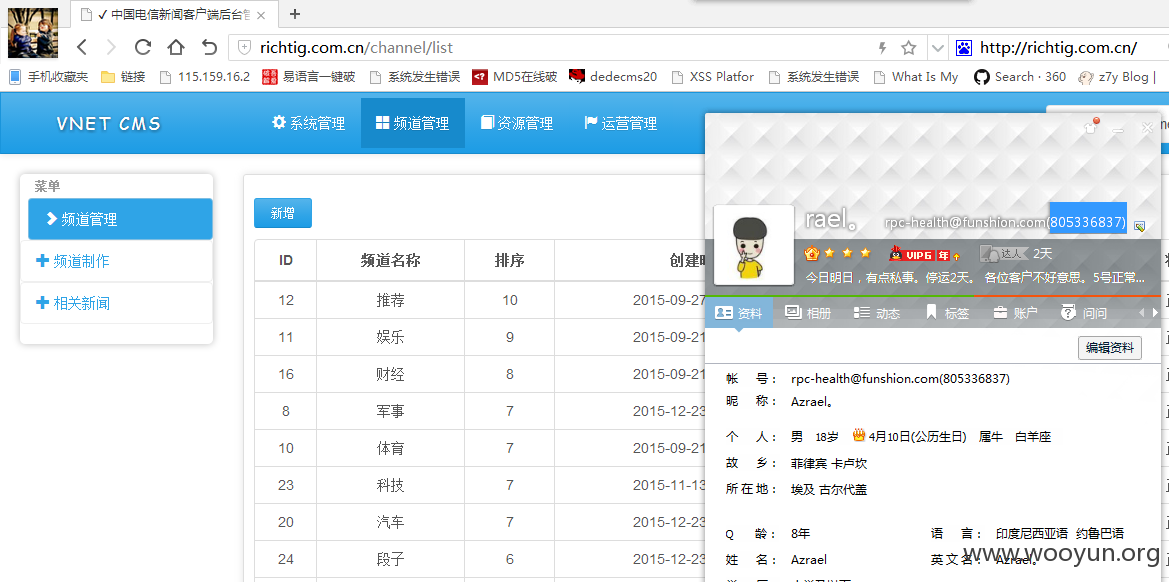 ✓ 中国电信新闻客户端后台管
richtig.com.cn/channel/list
http://richtig.com.cn/
手机收藏夹 链接 115.159.16.2 易语言一键破 系统发生错误 MD5在线破 dedecms20 XSS Platfor 系统发生错误 What Is My Search · 360 z7y Blog |
VNET CMS
系统管理 频道管理 资源管理 运营管理
菜单
频道管理
频道制作
相关新闻
新增
ID 频道名称 排序
12 推荐 10 2015-09-27
11 娱乐 9 2015-09-21
16 财经 8 2015-09-21
8 军事 7 2015-12-23
10 体育 7 2015-09-21
23 科技 7 2015-11-13
20 汽车 7 2015-12-23
24 段子 6 2015-12-23
rael。 rpc-health@funshion.com(805336837)
VIP6 年 达人 2天
今日明日，有点私事。停运2天。 各位客户不好意思。5号正常...
资料 相册 动态 标签 账户 问问
编辑资料
帐 号： rpc-health@funshion.com(805336837)
昵 称： Azrael。
个 人： 男 18岁 4月10日(公历生日) 属牛 白羊座
故 乡： 菲律宾 卡卢坎
所在地： 埃及 古尔代盖
Q 龄： 8年 语 言： 印度尼西亚语 约鲁巴语
姓 名： Azrael 英文名： Azrael。
www.wooyun.org